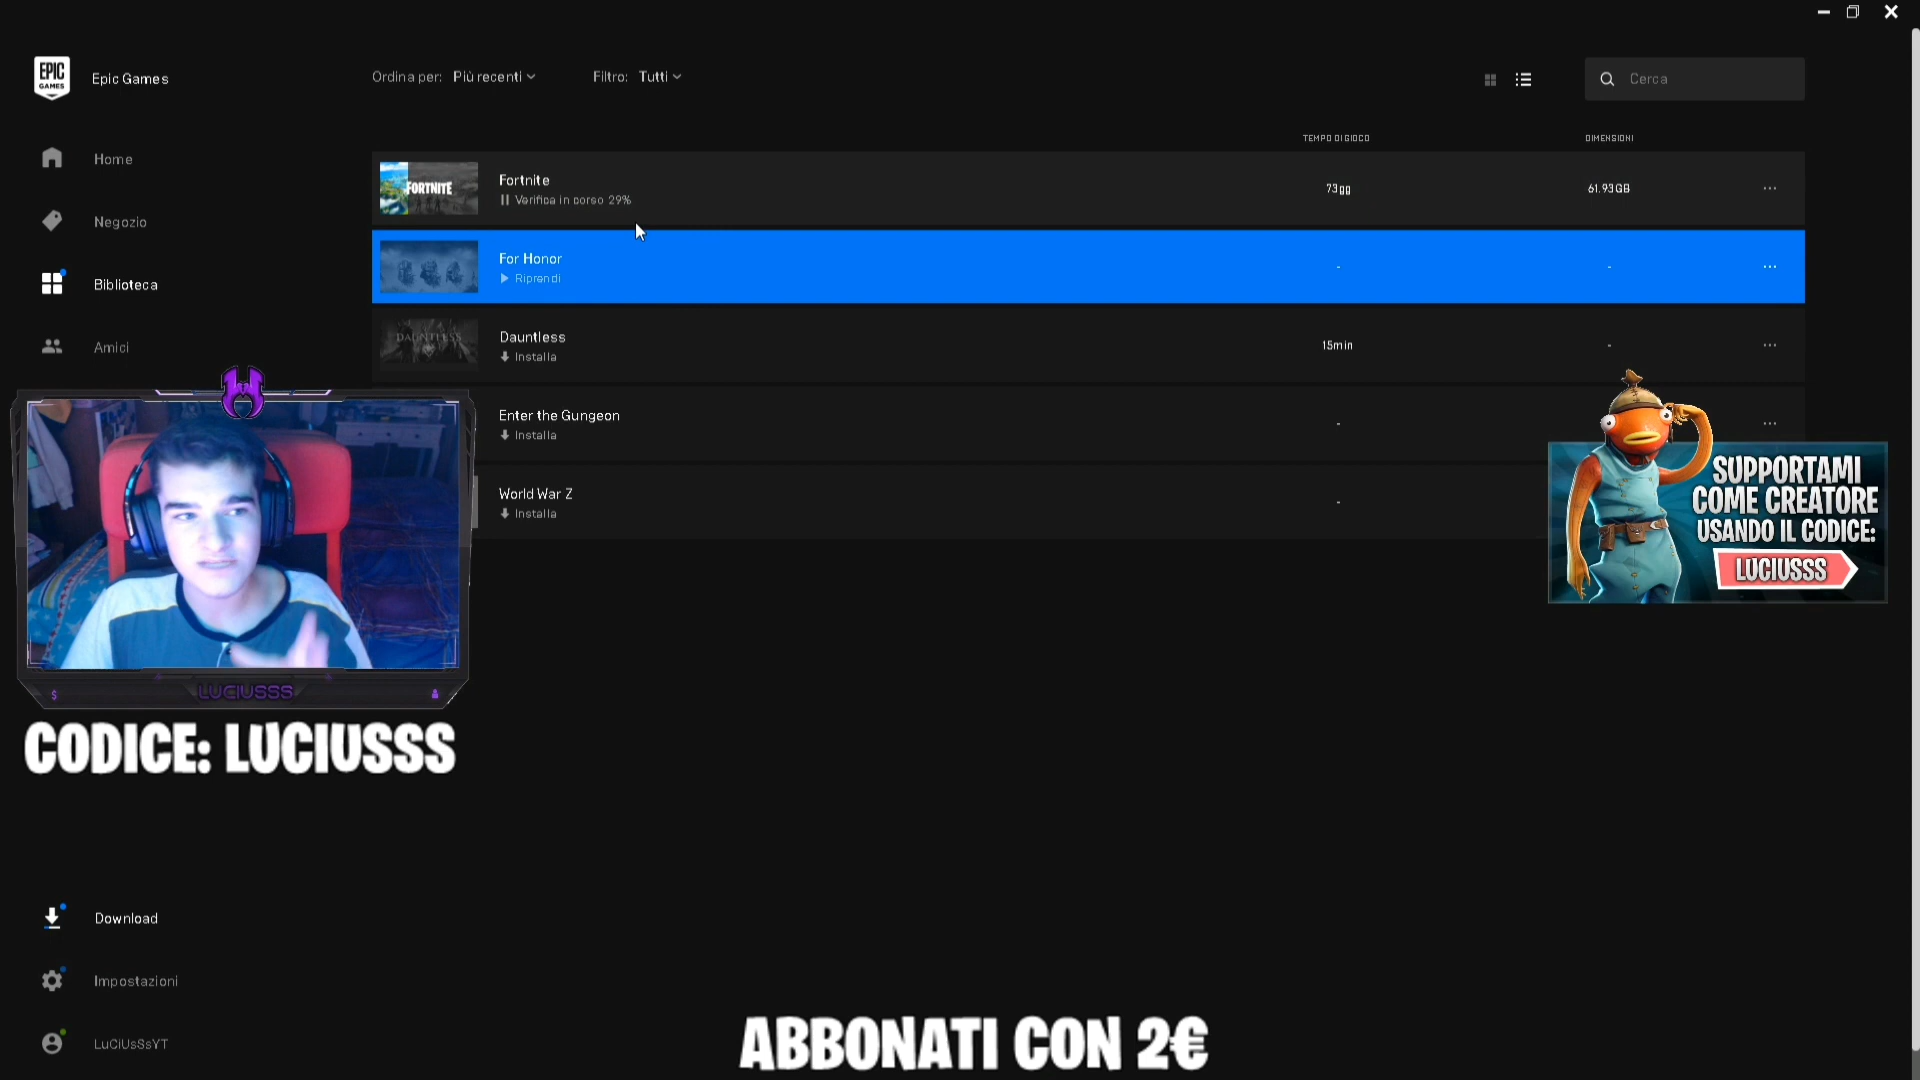 EPIC
GAMES
Epic Games
Home
Negozio
Biblioteca
Amici
Ordina per: Più recenti
Filtro: Tutti
Cerca
TEMPO DI GIOCO
DIMENSIONI
FORTNITE
Fortnite
Verifica in corso 29%
73gg
61.93GB
For Honor
Riprendi
-
-
DAUNTLESS
Dauntless
Installa
15min
-
Enter the Gungeon
Installa
-
World War Z
Installa
-
SUPPORTAMI
COME CREATORE
USANDO IL CODICE:
LUCIUSSS
$
LUCIUSSS
CODICE: LUCIUSSS
Download
Impostazioni
LuCiUsSsYT
ABBONATI CON 2€